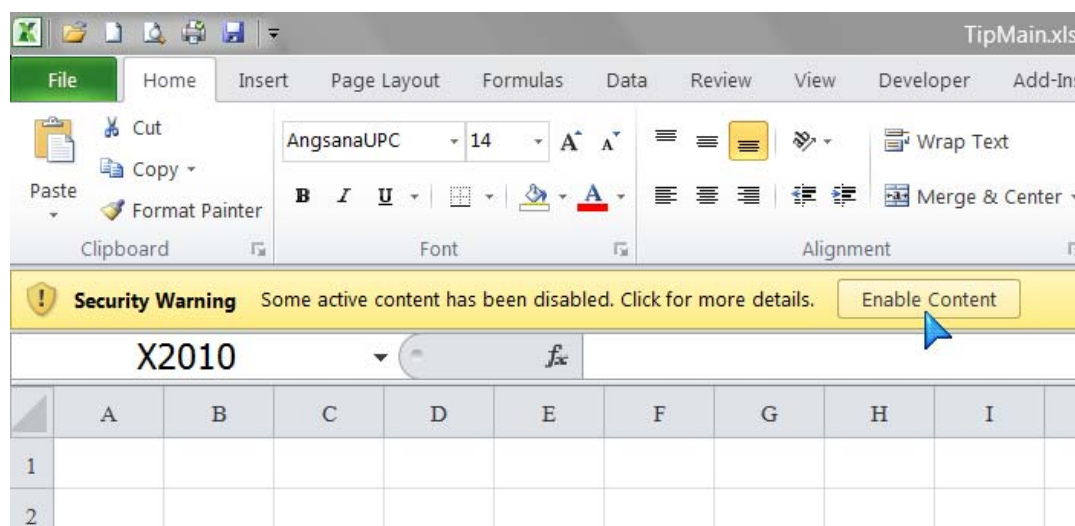 TipMain.xls
File Home Insert Page Layout Formulas Data Review View Developer Add-Ins
Cut
Copy
Format Painter
Paste
AngsanaUPC 14 A A
B I U A
Wrap Text
Merge & Center
Clipboard Font Alignment
Security Warning Some active content has been disabled. Click for more details. Enable Content
X2010 fx
A B C D E F G H I
1
2